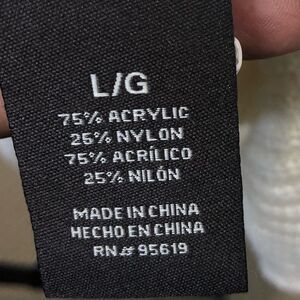 L/G
75% ACRYLIC
25% NYLON
75% ACRÍLICO
25% NILÓN
MADE IN CHINA
HECHO EN CHINA
RN# 95619